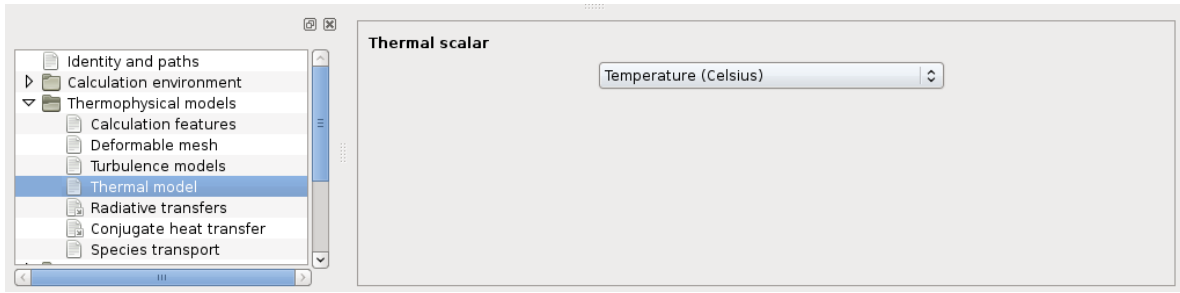 Identity and paths
Calculation environment
Thermophysical models
Calculation features
Deformable mesh
Turbulence models
Thermal model
Radiative transfers
Conjugate heat transfer
Species transport
Thermal scalar
Temperature (Celsius)